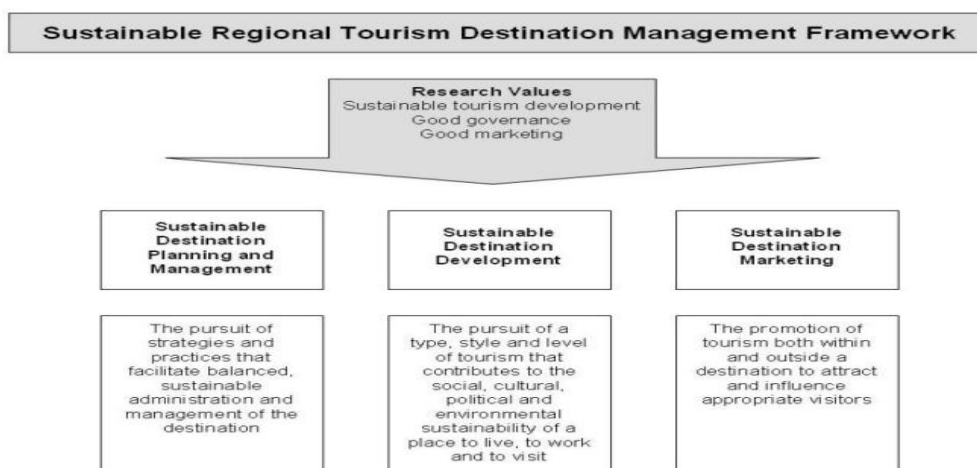 Sustainable Regional Tourism Destination Management Framework
Research Values
Sustainable tourism development
Good governance
Good marketing
Sustainable
Destination
Planning and
Management
Sustainable
Destination
Development
Sustainable
Destination
Marketing
The pursuit of
strategies and
practices that
facilitate balanced,
sustainable
administration and
management of the
destination
The pursuit of a
type, style and level
of tourism that
contributes to the
social, cultural,
political and
environmental
sustainability of a
place to live, to work
and to visit
The promotion of
tourism both within
and outside a
destination to attract
and influence
appropriate visitors